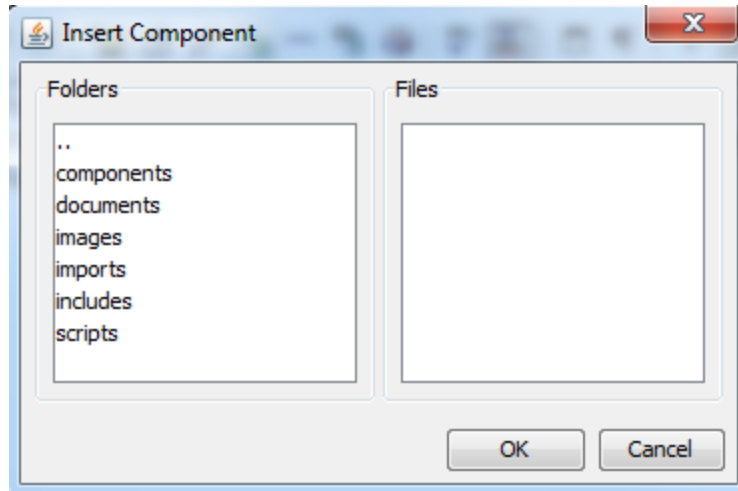 Insert Component
Folders
..
components
documents
images
imports
includes
scripts
Files
OK
Cancel